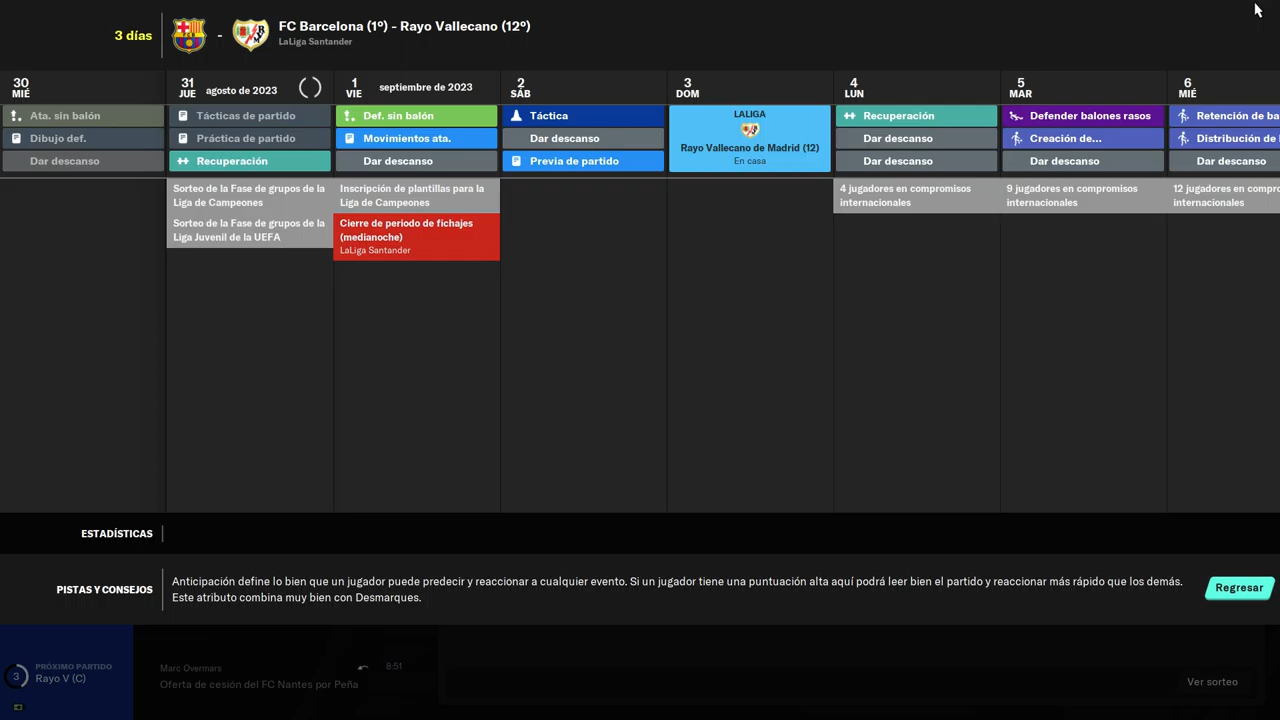 3 días
FC Barcelona (1º) - Rayo Vallecano (12º)
LaLiga Santander
30
MIÉ
31
JUE
agosto de 2023
1
VIE
septiembre de 2023
2
SÁB
3
DOM
4
LUN
5
MAR
6
MIÉ
Ata. sin balón
Dibujo def.
Dar descanso
Tácticas de partido
Práctica de partido
Recuperación
Def. sin balón
Movimientos ata.
Dar descanso
Táctica
Dar descanso
Previa de partido
LALIGA
Rayo Vallecano de Madrid (12)
En casa
Recuperación
Dar descanso
Dar descanso
Defender balones rasos
Creación de...
Dar descanso
Retención de ba
Distribución de
Dar descanso
Sorteo de la Fase de grupos de la
Liga de Campeones
Sorteo de la Fase de grupos de la
Liga Juvenil de la UEFA
Inscripción de plantillas para la
Liga de Campeones
Cierre de periodo de fichajes
(medianoche)
LaLiga Santander
4 jugadores en compromisos
internacionales
9 jugadores en compromisos
internacionales
12 jugadores en compro
internacionales
ESTADÍSTICAS
PISTAS Y CONSEJOS
Anticipación define lo bien que un jugador puede predecir y reaccionar a cualquier evento. Si un jugador tiene una puntuación alta aquí podrá leer bien el partido y reaccionar más rápido que los demás.
Este atributo combina muy bien con Desmarques.
Regresar
3
PRÓXIMO PARTIDO
Rayo V (C)
Marc Overmars
8:51
Oferta de cesión del FC Nantes por Peña
Ver sorteo